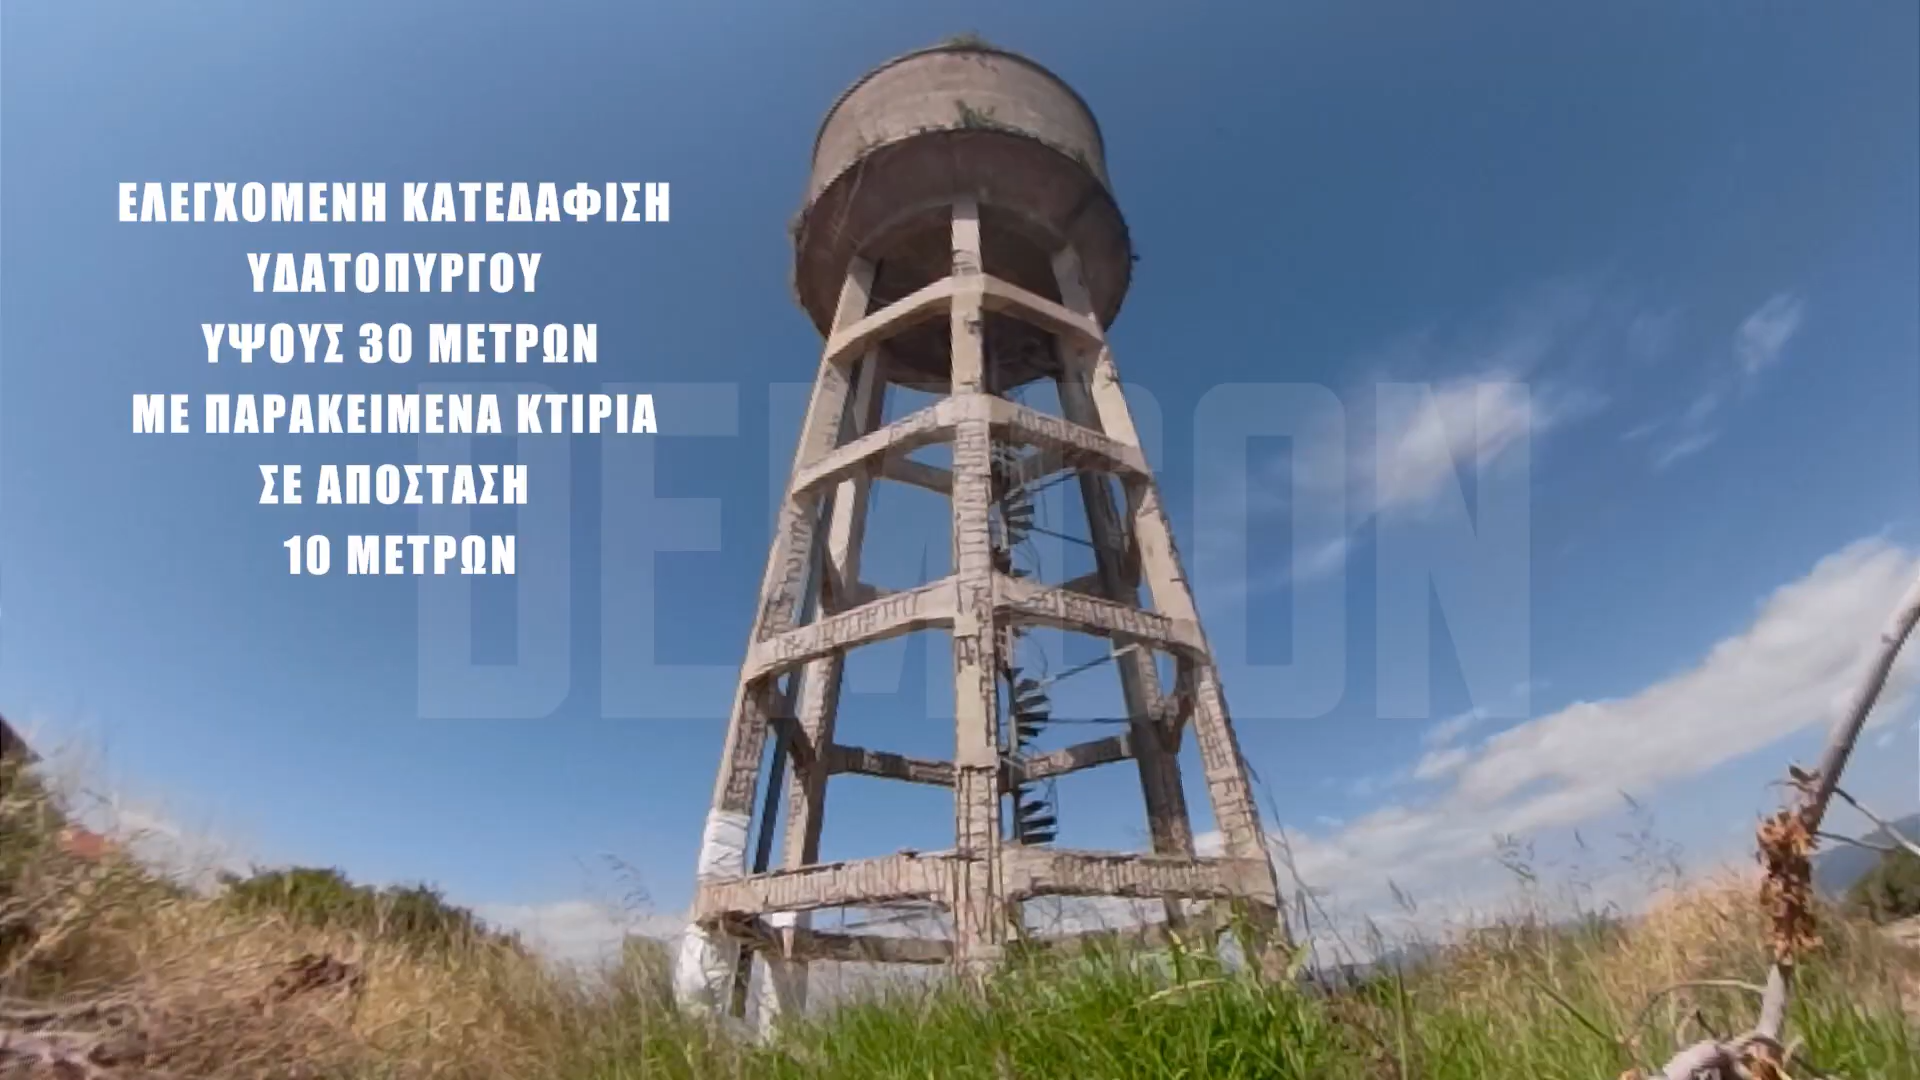 ΕΛΕΓΧΟΜΕΝΗ ΚΑΤΕΔΑΦΙΣΗ
ΥΔΑΤΟΠΥΡΓΟΥ
ΥΨΟΥΣ 30 ΜΕΤΡΩΝ
ΜΕ ΠΑΡΑΚΕΙΜΕΝΑ ΚΤΙΡΙΑ
ΣΕ ΑΠΟΣΤΑΣΗ
10 ΜΕΤΡΩΝ
DEMCON